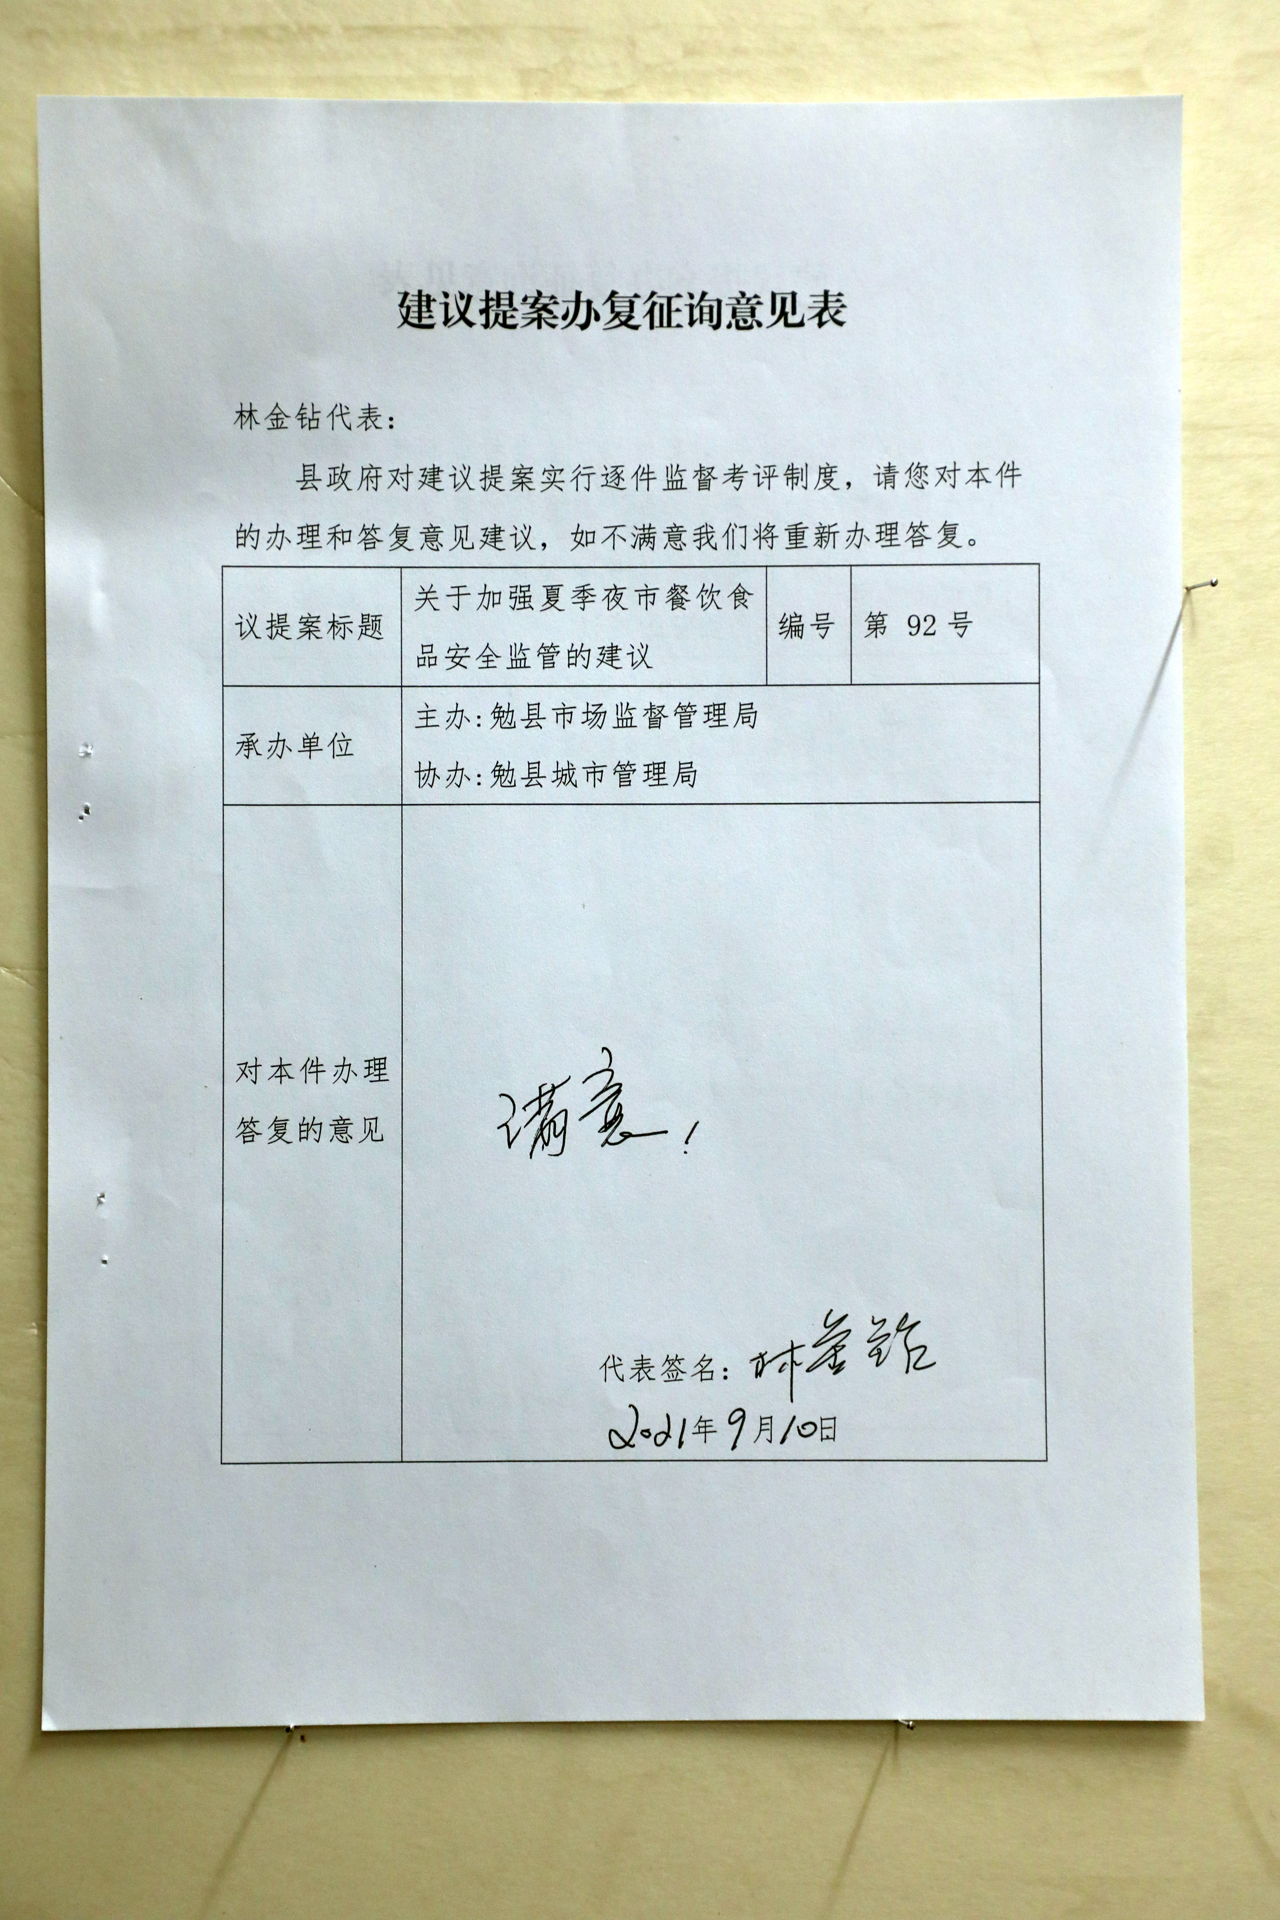 建议提案办复征询意见表
林金钻代表：
县政府对建议提案实行逐件监督考评制度，请您对本件
的办理和答复意见建议，如不满意我们将重新办理答复。
议提案标题
关于加强夏季夜市餐饮食
品安全监管的建议
编号
第 92 号
承办单位
主办：勉县市场监督管理局
协办：勉县城市管理局
对本件办理
答复的意见
满意！
代表签名：林金钻
2021年9月10日